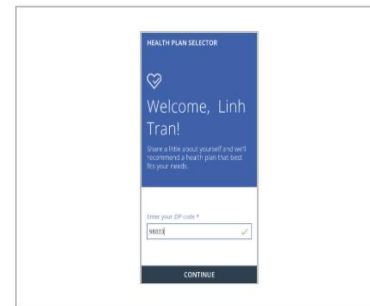 HEALTH PLAN SELECTOR
Welcome, Linh
Tran!
Share a little about yourself and we'll
recommend a health plan that best
fits your needs.
Enter your ZIP code *
98033
CONTINUE